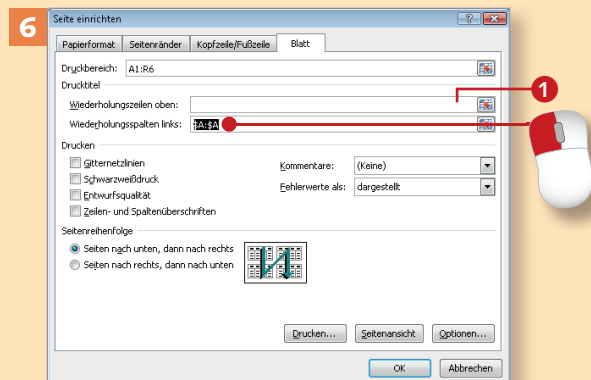 6
Seite einrichten
Papierformat Seitenränder Kopfzeile/Fußzeile Blatt
Druckbereich: A1:R6
Drucktitel
Wiederholungszeilen oben:
1
Wiederholungsspalten links: $A:$A
Drucken
Gitternetzlinien
Kommentare: (Keine)
Schwarzweißdruck
Fehlerwerte als: dargestellt
Entwurfsqualität
Zeilen- und Spaltenüberschriften
Seitenreihenfolge
Seiten nach unten, dann nach rechts
Seiten nach rechts, dann nach unten
Drucken... Seitenansicht Optionen...
OK Abbrechen